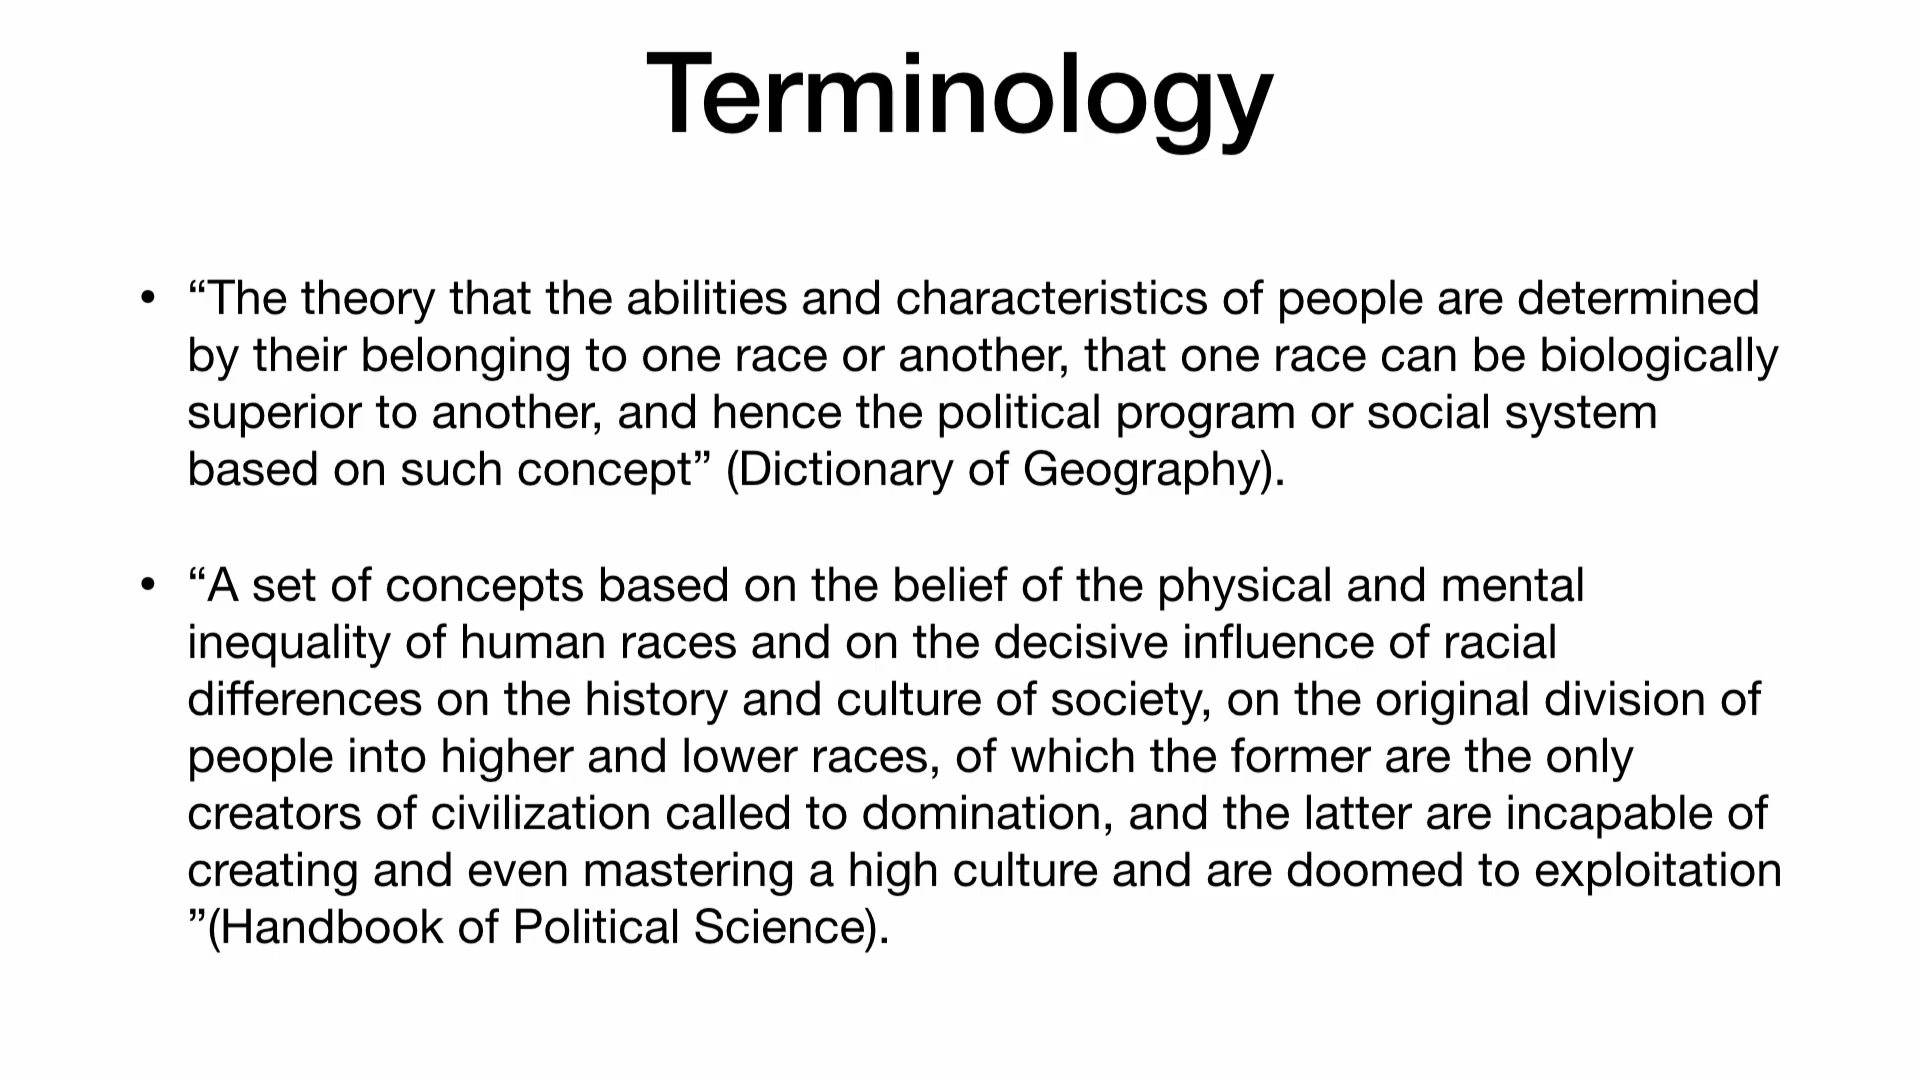 Terminology
• “The theory that the abilities and characteristics of people are determined
by their belonging to one race or another, that one race can be biologically
superior to another, and hence the political program or social system
based on such concept” (Dictionary of Geography).
• “A set of concepts based on the belief of the physical and mental
inequality of human races and on the decisive influence of racial
differences on the history and culture of society, on the original division of
people into higher and lower races, of which the former are the only
creators of civilization called to domination, and the latter are incapable of
creating and even mastering a high culture and are doomed to exploitation
”(Handbook of Political Science).